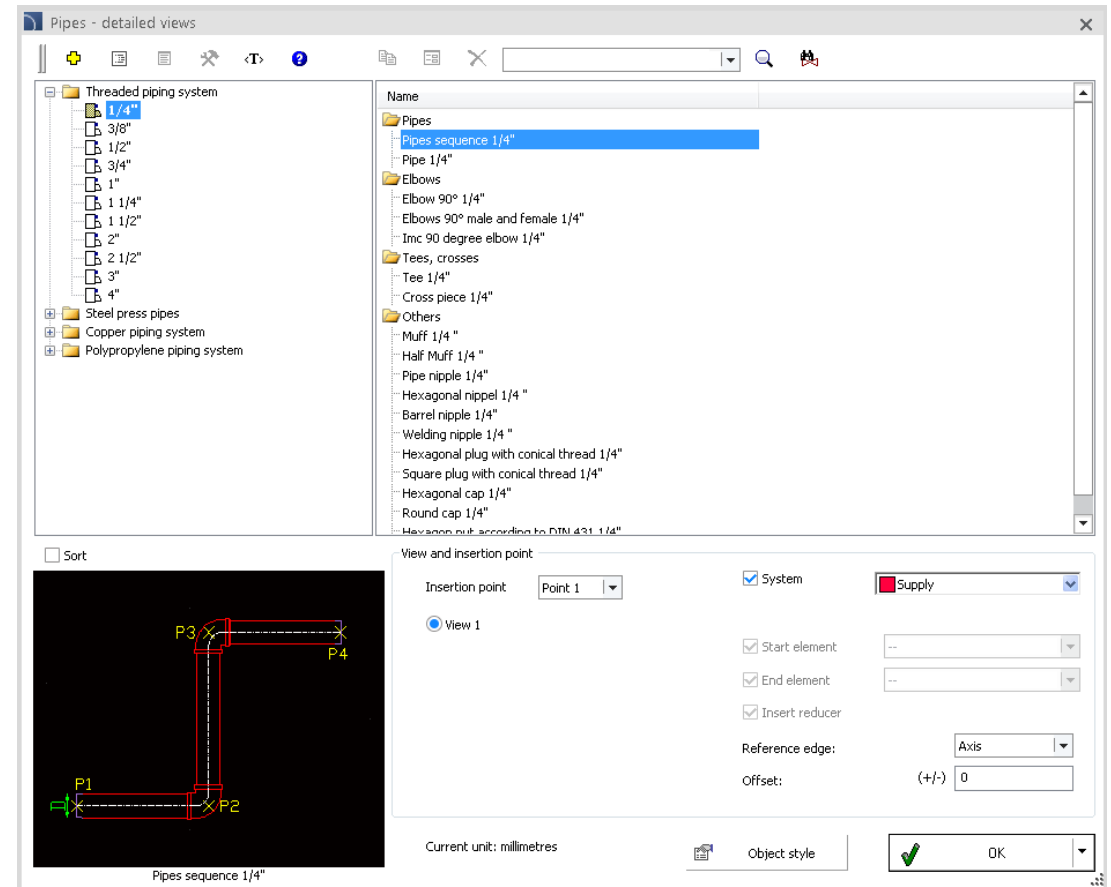 Pipes - detailed views
<T>
Threaded piping system
1/4"
3/8"
1/2"
3/4"
1"
1 1/4"
1 1/2"
2"
2 1/2"
3"
4"
Steel press pipes
Copper piping system
Polypropylene piping system
Name
Pipes
Pipes sequence 1/4"
Pipe 1/4"
Elbows
Elbow 90° 1/4"
Elbows 90° male and female 1/4"
Imc 90 degree elbow 1/4"
Tees, crosses
Tee 1/4"
Cross piece 1/4"
Others
Muff 1/4 "
Half Muff 1/4 "
Pipe nipple 1/4"
Hexagonal nippel 1/4 "
Barrel nipple 1/4"
Welding nipple 1/4 "
Hexagonal plug with conical thread 1/4"
Square plug with conical thread 1/4"
Hexagonal cap 1/4"
Round cap 1/4"
Hexagon nut according to DIN 431 1/4"
Sort
P3
P4
P1
D
P2
Pipes sequence 1/4"
View and insertion point
Insertion point Point 1
View 1
System Supply
Start element --
End element --
Insert reducer
Reference edge: Axis
Offset: (+/-) 0
Current unit: millimetres
Object style
OK